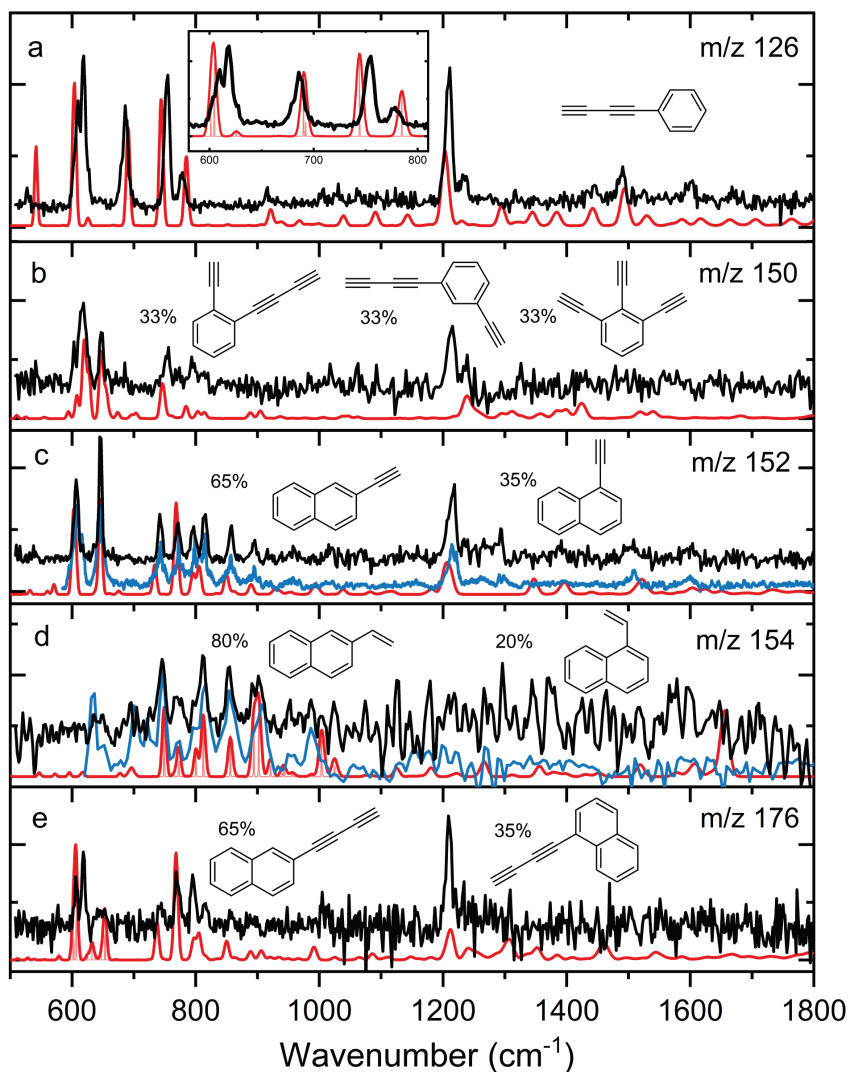 a
m/z 126
600 700 800
b
m/z 150
33% 33% 33%
c
m/z 152
65% 35%
d
m/z 154
80% 20%
e
m/z 176
65% 35%
600 800 1000 1200 1400 1600 1800
Wavenumber (cm-1)